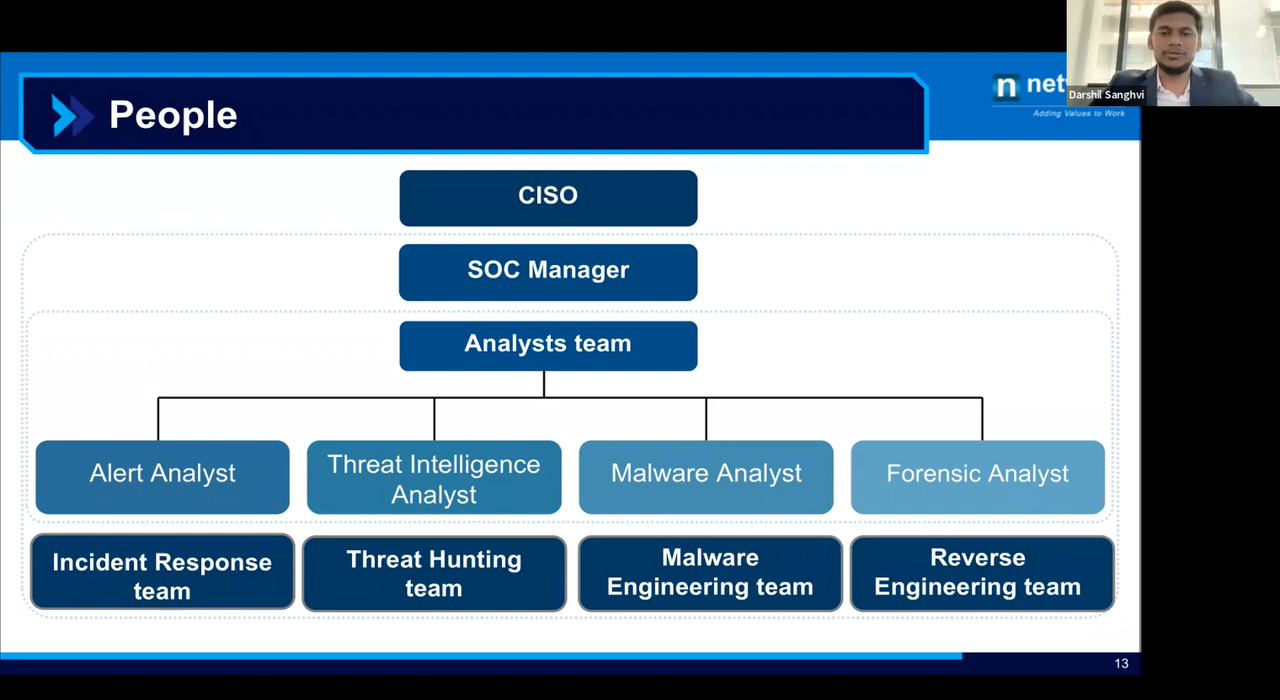 People
n net
Adding Values to Work
Darshil Sanghvi
CISO
SOC Manager
Analysts team
Alert Analyst
Threat Intelligence
Analyst
Malware Analyst
Forensic Analyst
Incident Response
team
Threat Hunting
team
Malware
Engineering team
Reverse
Engineering team
13